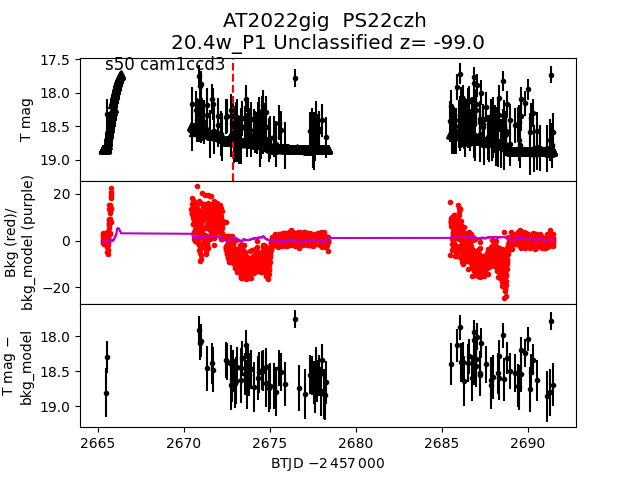 AT2022gig  PS22czh
20.4w_P1 Unclassified z= -99.0
s50 cam1ccd3
17.5
18.0
18.5
19.0
T mag
20
0
−20
Bkg (red)/
bkg_model (purple)
18.0
18.5
19.0
T mag −
bkg_model
2665
2670
2675
2680
2685
2690
BTJD −2 457 000